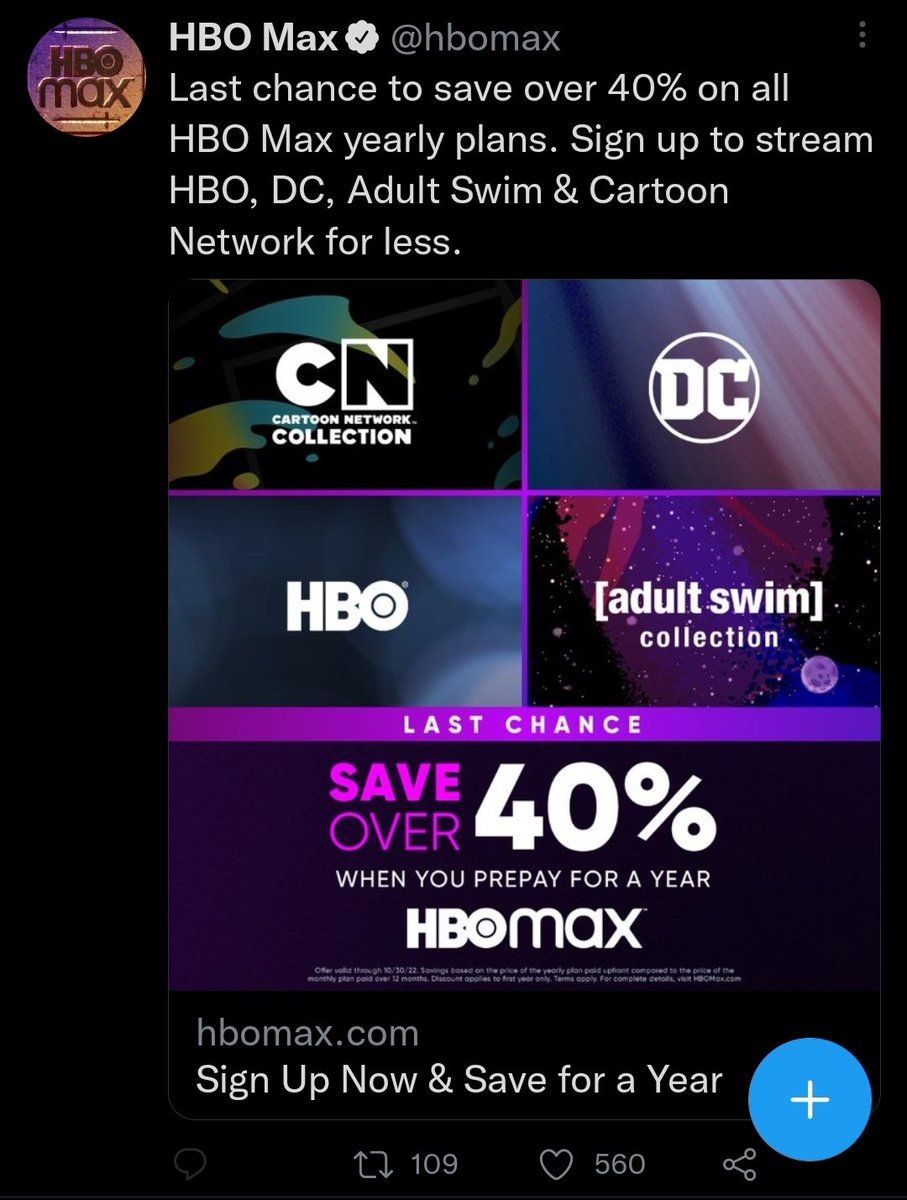 HBO max
HBO Max @hbomax
Last chance to save over 40% on all
HBO Max yearly plans. Sign up to stream
HBO, DC, Adult Swim & Cartoon
Network for less.
CN
CARTOON NETWORK™
COLLECTION
DC
HBO®
[adult swim]
collection
LAST CHANCE
SAVE
OVER
40%
WHEN YOU PREPAY FOR A YEAR
HBOmax™
Offer valid through 10/30/22. Savings based on the price of the yearly plan paid upfront compared to the price of the
monthly plan paid over 12 months. Discount applies to first year only. Terms apply. For complete details, visit HBOMax.com
hbomax.com
Sign Up Now & Save for a Year
109
560